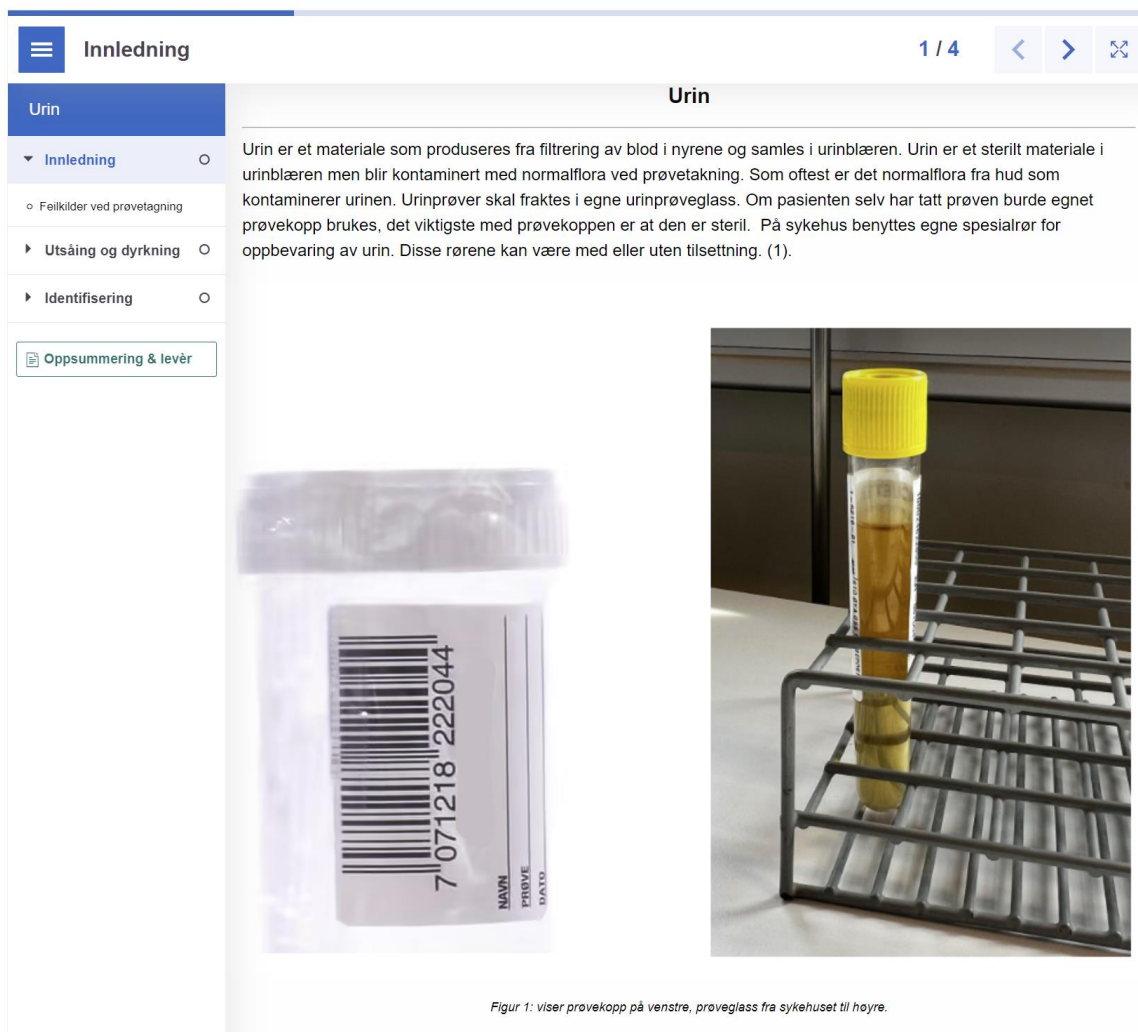 Innledning
1 / 4
Urin
Innledning
Feilkilder ved prøvetagning
Utsåing og dyrkning
Identifisering
Oppsummering & levèr
Urin
Urin er et materiale som produseres fra filtrering av blod i nyrene og samles i urinblæren. Urin er et sterilt materiale i
urinblæren men blir kontaminert med normalflora ved prøvetakning. Som oftest er det normalflora fra hud som
kontaminerer urinen. Urinprøver skal fraktes i egne urinprøveglass. Om pasienten selv har tatt prøven burde egnet
prøvekopp brukes, det viktigste med prøvekoppen er at den er steril. På sykehus benyttes egne spesialrør for
oppbevaring av urin. Disse rørene kan være med eller uten tilsettning. (1).
7 071218 222044
NAVN
PRØVE
DATO
Figur 1: viser prøvekopp på venstre, prøveglass fra sykehuset til høyre.